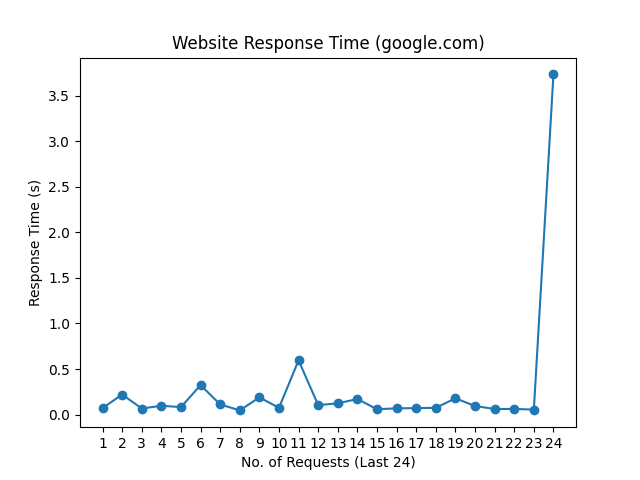 Website Response Time (google.com)
Response Time (s)
3.5
3.0
2.5
2.0
1.5
1.0
0.5
0.0
1 2 3 4 5 6 7 8 9 10 11 12 13 14 15 16 17 18 19 20 21 22 23 24
No. of Requests (Last 24)